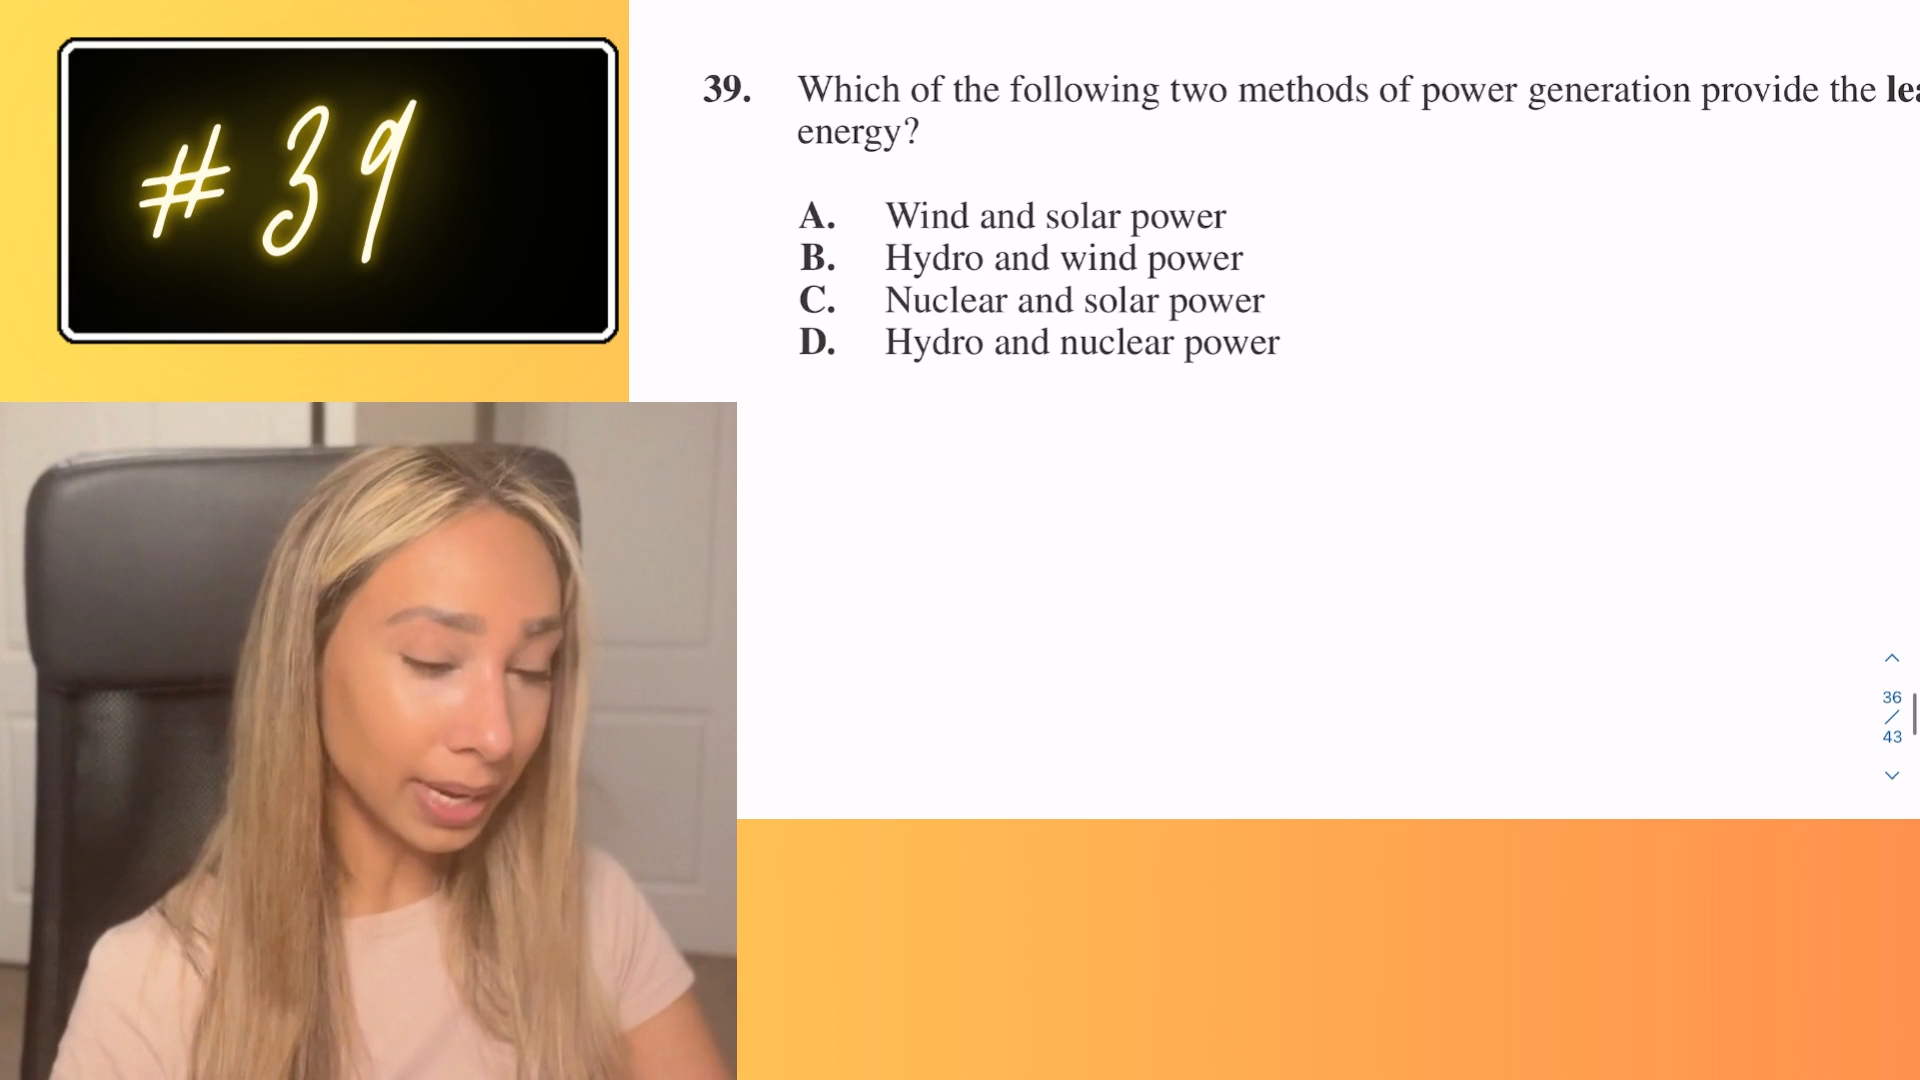 # 39
39. Which of the following two methods of power generation provide the
energy?
A. Wind and solar power
B. Hydro and wind power
C. Nuclear and solar power
D. Hydro and nuclear power
36
/
43